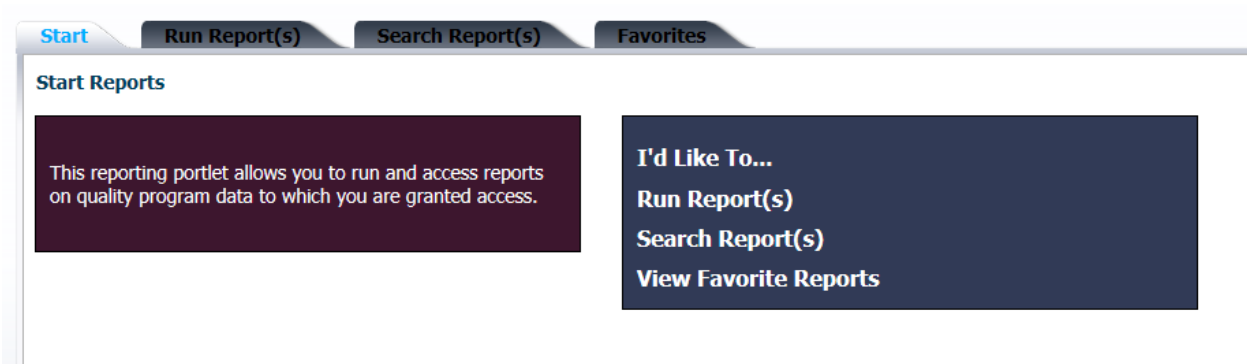 Start Run Report(s) Search Report(s) Favorites
Start Reports
This reporting portlet allows you to run and access reports
on quality program data to which you are granted access.
I'd Like To...
Run Report(s)
Search Report(s)
View Favorite Reports